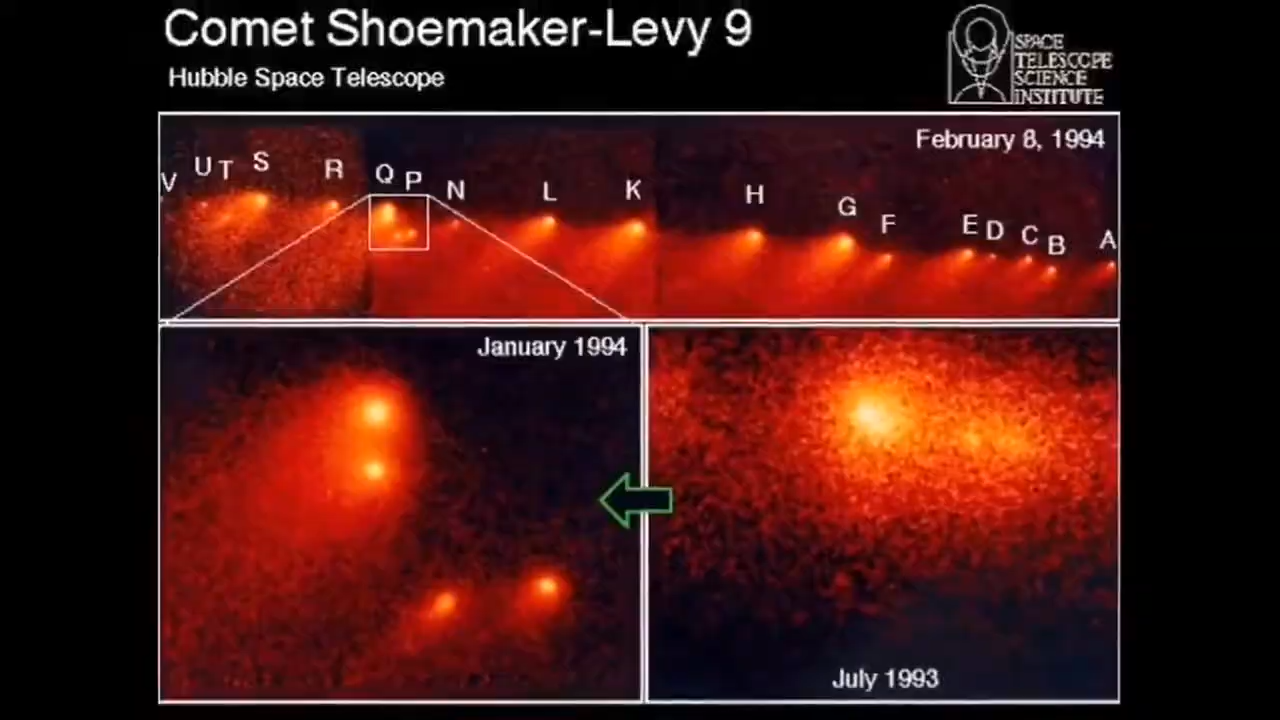 Comet Shoemaker-Levy 9
Hubble Space Telescope
SPACE
TELESCOPE
SCIENCE
INSTITUTE
February 8, 1994
V U T S R Q P N L K H G F E D C B A
January 1994
July 1993